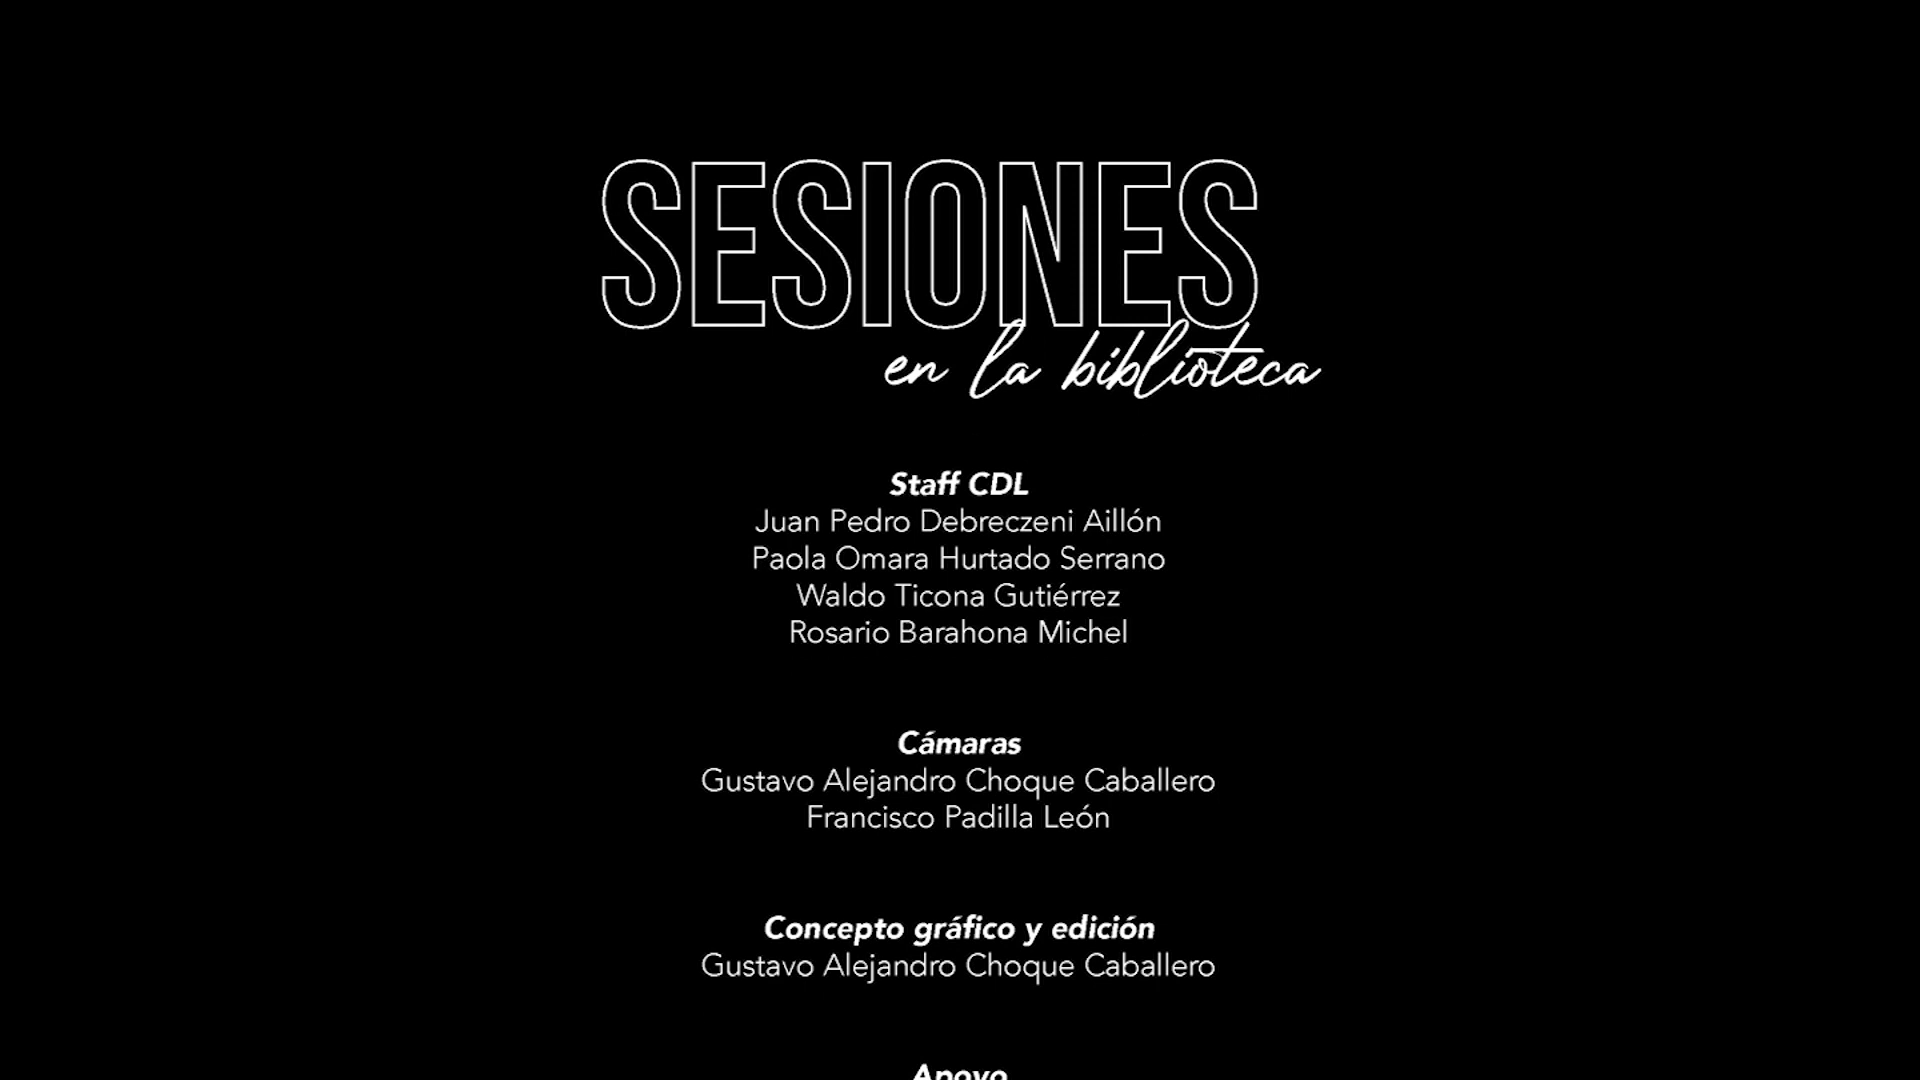 SESIONES
en la biblioteca
Staff CDL
Juan Pedro Debreczeni Aillón
Paola Omara Hurtado Serrano
Waldo Ticona Gutiérrez
Rosario Barahona Michel
Cámaras
Gustavo Alejandro Choque Caballero
Francisco Padilla León
Concepto gráfico y edición
Gustavo Alejandro Choque Caballero
Apoyo